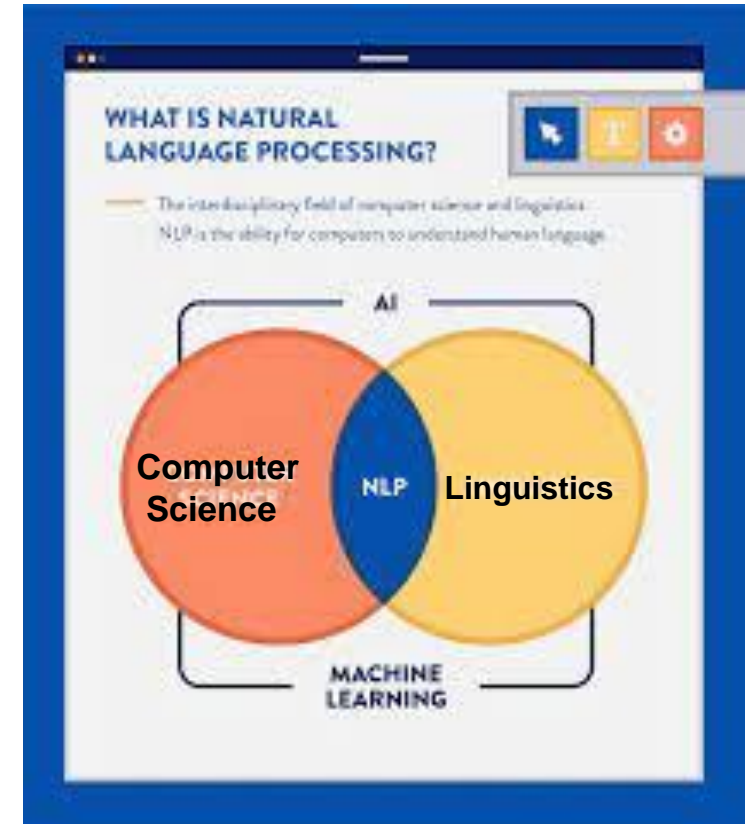 WHAT IS NATURAL
LANGUAGE PROCESSING?
T
The interdisciplinary field of computer science and linguistics.
NLP is the ability for computers to understand human language.
AI
Computer
Science
NLP
Linguistics
MACHINE
LEARNING